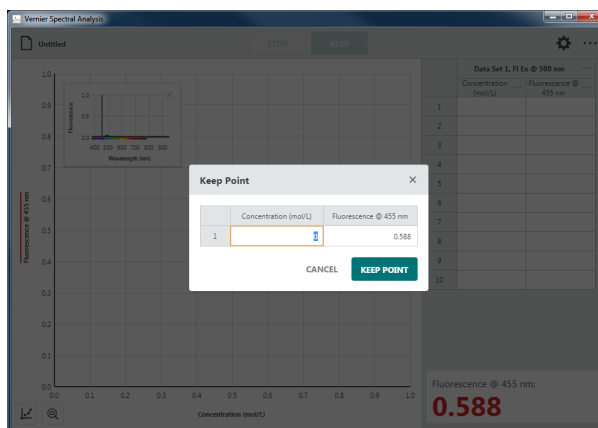 Vernier Spectral Analysis
Untitled
STOP
KEEP
...
Data Set 1, Fl Ex @ 500 nm ...
Concentration (mol/L) ...
Fluorescence @ 455 nm ...
1
2
3
4
5
6
7
8
9
10
1.0
0.9
0.8
0.7
0.6
0.5
0.4
0.3
0.2
0.1
0.0
Fluorescence @ 455 nm
0.0 0.1 0.2 0.3 0.4 0.5 0.6 0.7 0.8 0.9 1.0
Concentration (mol/L)
Fluorescence
1.0
0.5
0.0
400 500 600 700 800 900
Wavelength (nm)
Keep Point
Concentration (mol/L) Fluorescence @ 455 nm
1 0 0.588
CANCEL KEEP POINT
Fluorescence @ 455 nm:
0.588